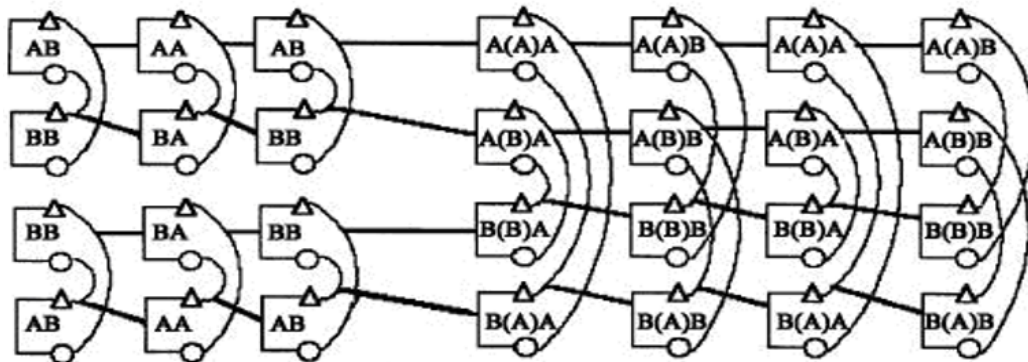 AB AA AB A(A)A A(A)B A(A)A A(A)B
BB BA BB A(B)A A(B)B A(B)A A(B)B
BB BA BB B(B)A B(B)B B(B)A B(B)B
AB AA AB B(A)A B(A)B B(A)A B(A)B